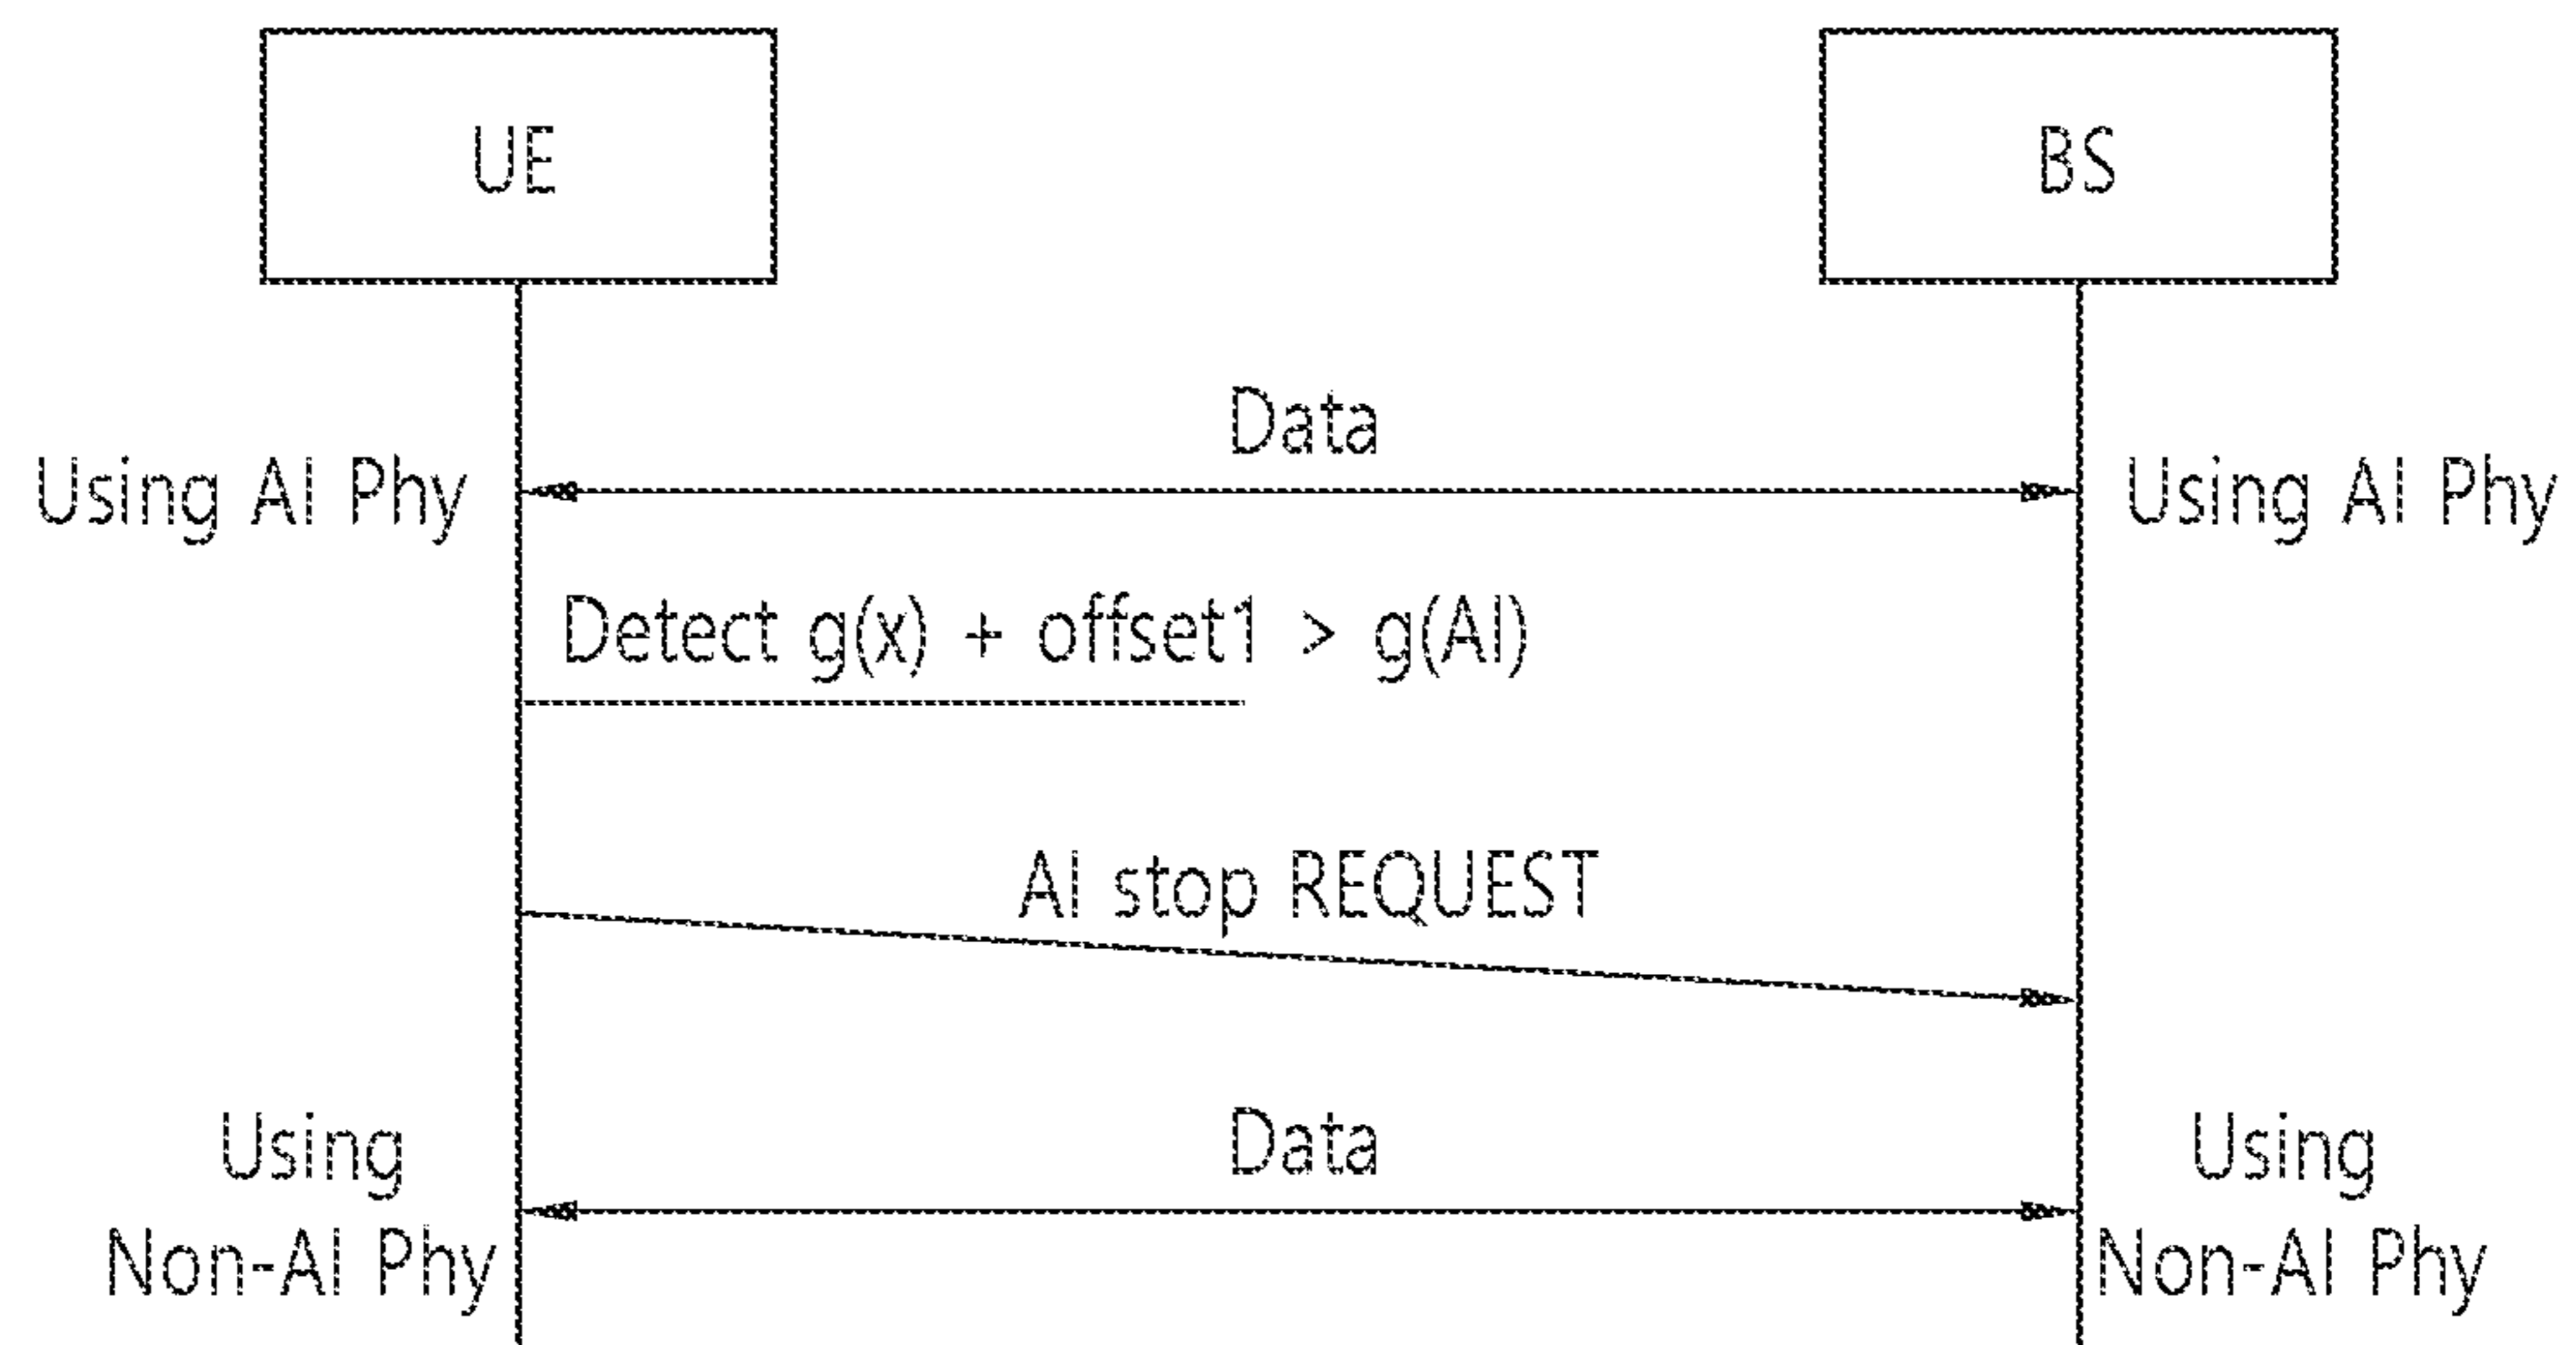 UE
BS
Data
Using AI Phy
Using AI Phy
Detect g(x) + offset1 > g(AI)
AI stop REQUEST
Data
Using
Non-AI Phy
Using
Non-AI Phy